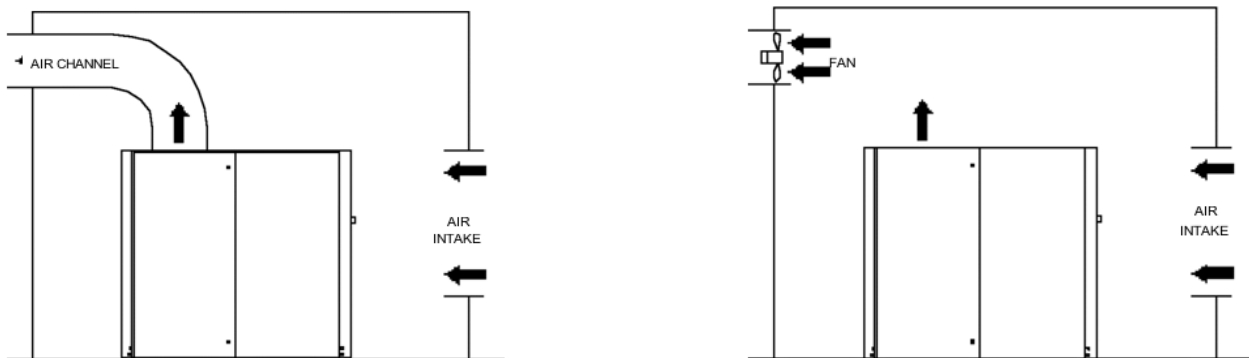 AIR CHANNEL
AIR
INTAKE
FAN
AIR
INTAKE